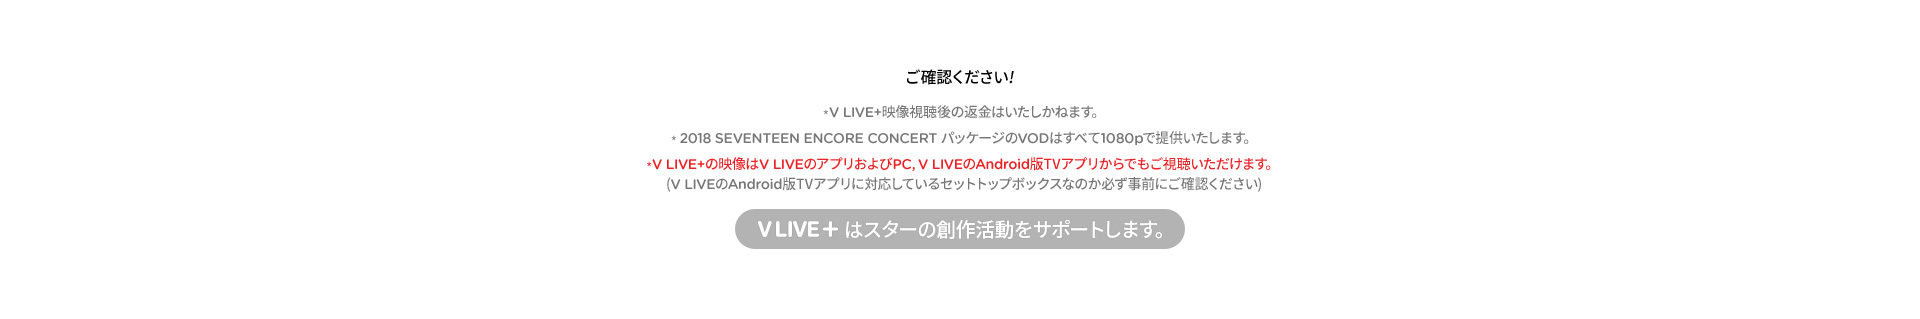 ご確認ください!
*V LIVE+映像視聴後の返金はいたしかねます。
* 2018 SEVENTEEN ENCORE CONCERT パッケージのVODはすべて1080pで提供いたします。
*V LIVE+の映像はV LIVEのアプリおよびPC, V LIVEのAndroid版TVアプリからでもご視聴いただけます。
(V LIVEのAndroid版TVアプリに対応しているセットトップボックスなのか必ず事前にご確認ください)
V LIVE+ はスターの創作活動をサポートします。